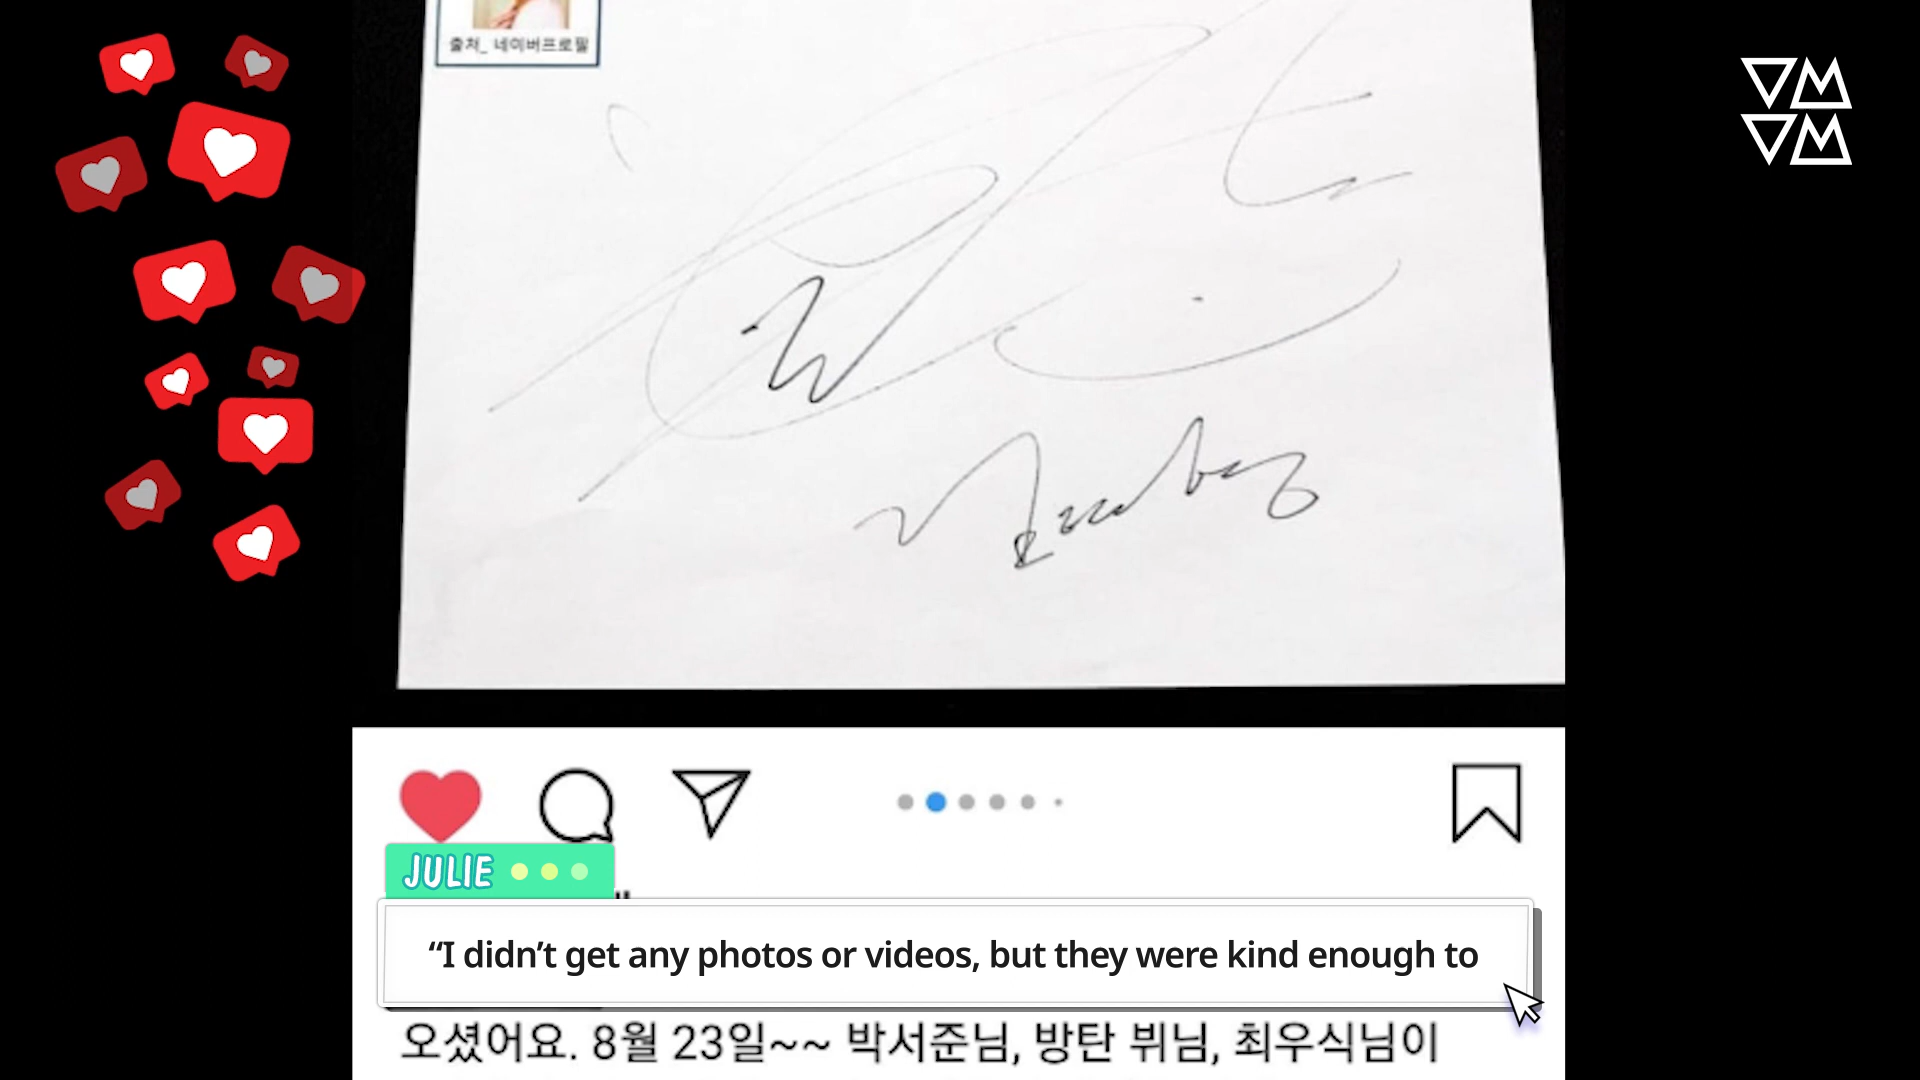 출처_ 네이버프로필
JULIE
“I didn’t get any photos or videos, but they were kind enough to
오셨어요. 8월 23일~~ 박서준님, 방탄 뷔님, 최우식님이